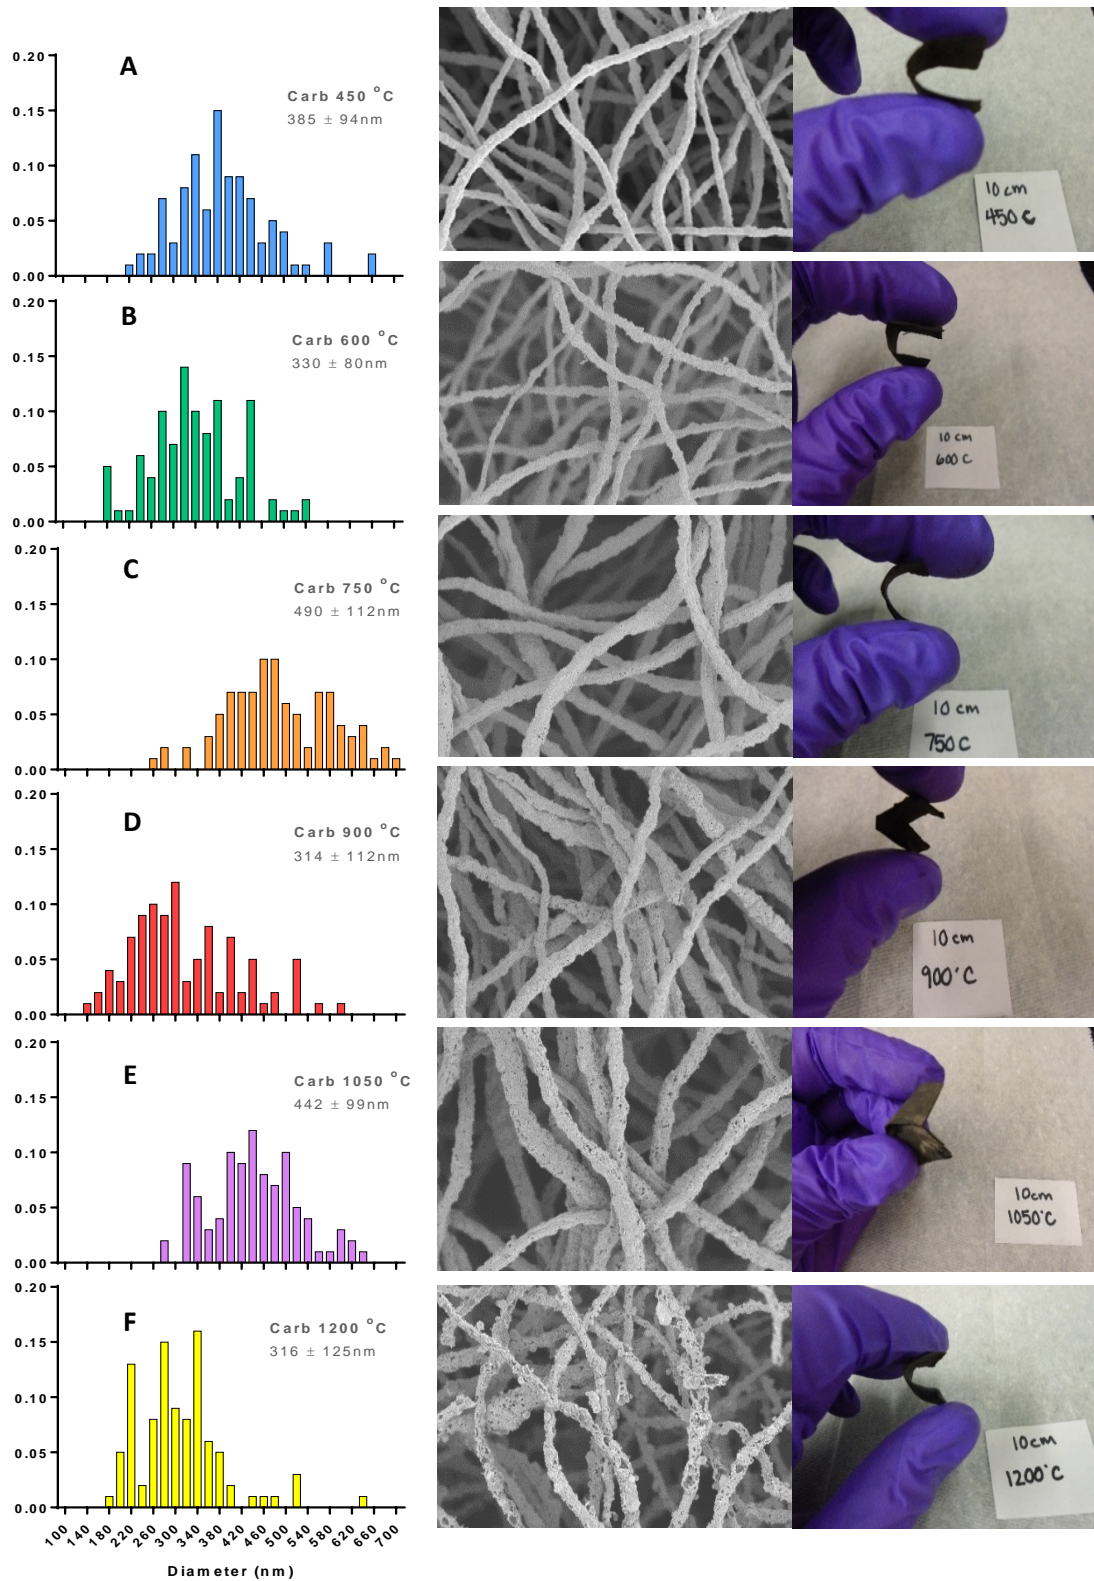 0.20
0.15
0.10
0.05
0.00
A
Carb 450 °C
385 ± 94nm
10 cm
450 C
0.20
0.15
0.10
0.05
0.00
B
Carb 600 °C
330 ± 80nm
10 cm
600 C
0.20
0.15
0.10
0.05
0.00
C
Carb 750 °C
490 ± 112nm
10 cm
750 C
0.20
0.15
0.10
0.05
0.00
D
Carb 900 °C
314 ± 112nm
10 cm
900°C
0.20
0.15
0.10
0.05
0.00
E
Carb 1050 °C
442 ± 99nm
10cm
1050°C
0.20
0.15
0.10
0.05
0.00
F
Carb 1200 °C
316 ± 125nm
10cm
1200°C
100 140 180 220 260 300 340 380 420 460 500 540 580 620 660 700
Diameter (nm)